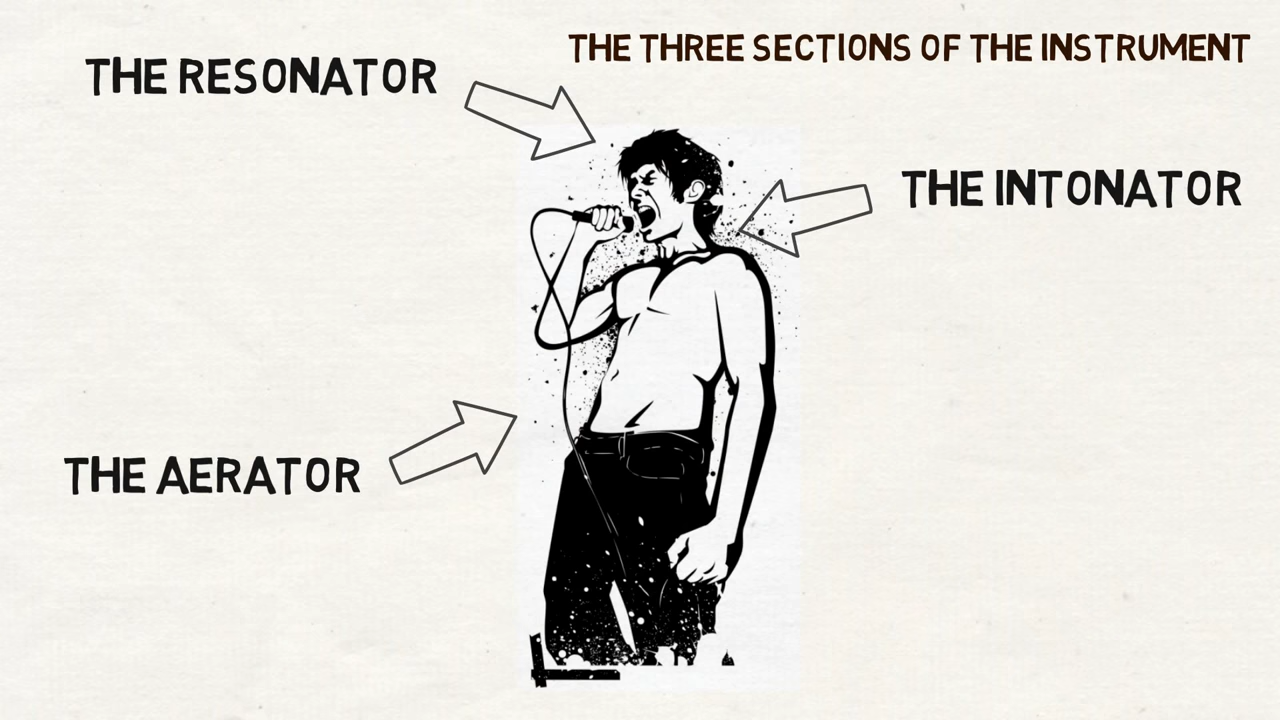 THE THREE SECTIONS OF THE INSTRUMENT
THE RESONATOR
THE INTONATOR
THE AERATOR